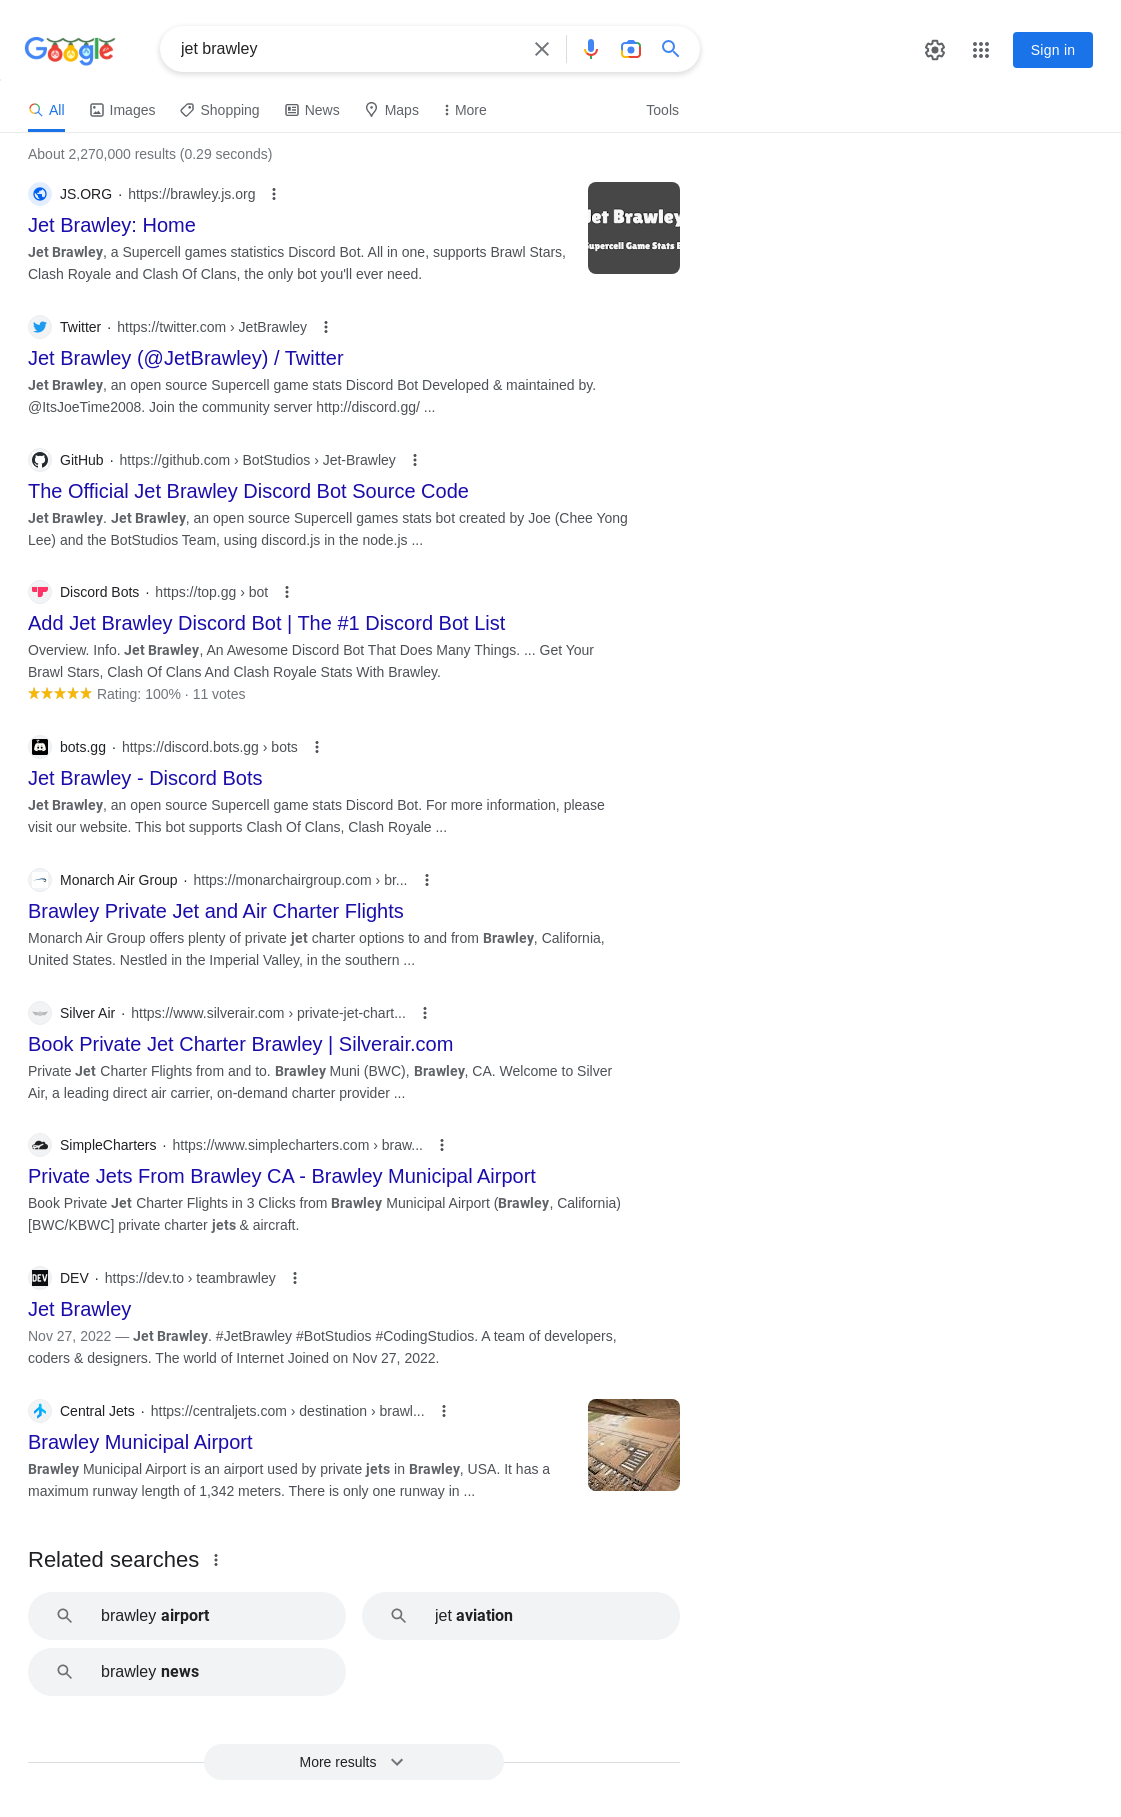 Google
jet brawley
Sign in
All
Images
Shopping
News
Maps
More
Tools
About 2,270,000 results (0.29 seconds)
JS.ORG · https://brawley.js.org
Jet Brawley: Home
Jet Brawley, a Supercell games statistics Discord Bot. All in one, supports Brawl Stars,
Clash Royale and Clash Of Clans, the only bot you'll ever need.
Jet Brawley
Supercell Game Stats B
Twitter · https://twitter.com › JetBrawley
Jet Brawley (@JetBrawley) / Twitter
Jet Brawley, an open source Supercell game stats Discord Bot Developed & maintained by.
@ItsJoeTime2008. Join the community server http://discord.gg/ ...
GitHub · https://github.com › BotStudios › Jet-Brawley
The Official Jet Brawley Discord Bot Source Code
Jet Brawley. Jet Brawley, an open source Supercell games stats bot created by Joe (Chee Yong
Lee) and the BotStudios Team, using discord.js in the node.js ...
Discord Bots · https://top.gg › bot
Add Jet Brawley Discord Bot | The #1 Discord Bot List
Overview. Info. Jet Brawley, An Awesome Discord Bot That Does Many Things. ... Get Your
Brawl Stars, Clash Of Clans And Clash Royale Stats With Brawley.
Rating: 100% · 11 votes
bots.gg · https://discord.bots.gg › bots
Jet Brawley - Discord Bots
Jet Brawley, an open source Supercell game stats Discord Bot. For more information, please
visit our website. This bot supports Clash Of Clans, Clash Royale ...
Monarch Air Group · https://monarchairgroup.com › br...
Brawley Private Jet and Air Charter Flights
Monarch Air Group offers plenty of private jet charter options to and from Brawley, California,
United States. Nestled in the Imperial Valley, in the southern ...
Silver Air · https://www.silverair.com › private-jet-chart...
Book Private Jet Charter Brawley | Silverair.com
Private Jet Charter Flights from and to. Brawley Muni (BWC), Brawley, CA. Welcome to Silver
Air, a leading direct air carrier, on-demand charter provider ...
SimpleCharters · https://www.simplecharters.com › braw...
Private Jets From Brawley CA - Brawley Municipal Airport
Book Private Jet Charter Flights in 3 Clicks from Brawley Municipal Airport (Brawley, California)
[BWC/KBWC] private charter jets & aircraft.
DEV
DEV · https://dev.to › teambrawley
Jet Brawley
Nov 27, 2022 — Jet Brawley. #JetBrawley #BotStudios #CodingStudios. A team of developers,
coders & designers. The world of Internet Joined on Nov 27, 2022.
Central Jets · https://centraljets.com › destination › brawl...
Brawley Municipal Airport
Brawley Municipal Airport is an airport used by private jets in Brawley, USA. It has a
maximum runway length of 1,342 meters. There is only one runway in ...
Related searches
brawley airport
jet aviation
brawley news
More results